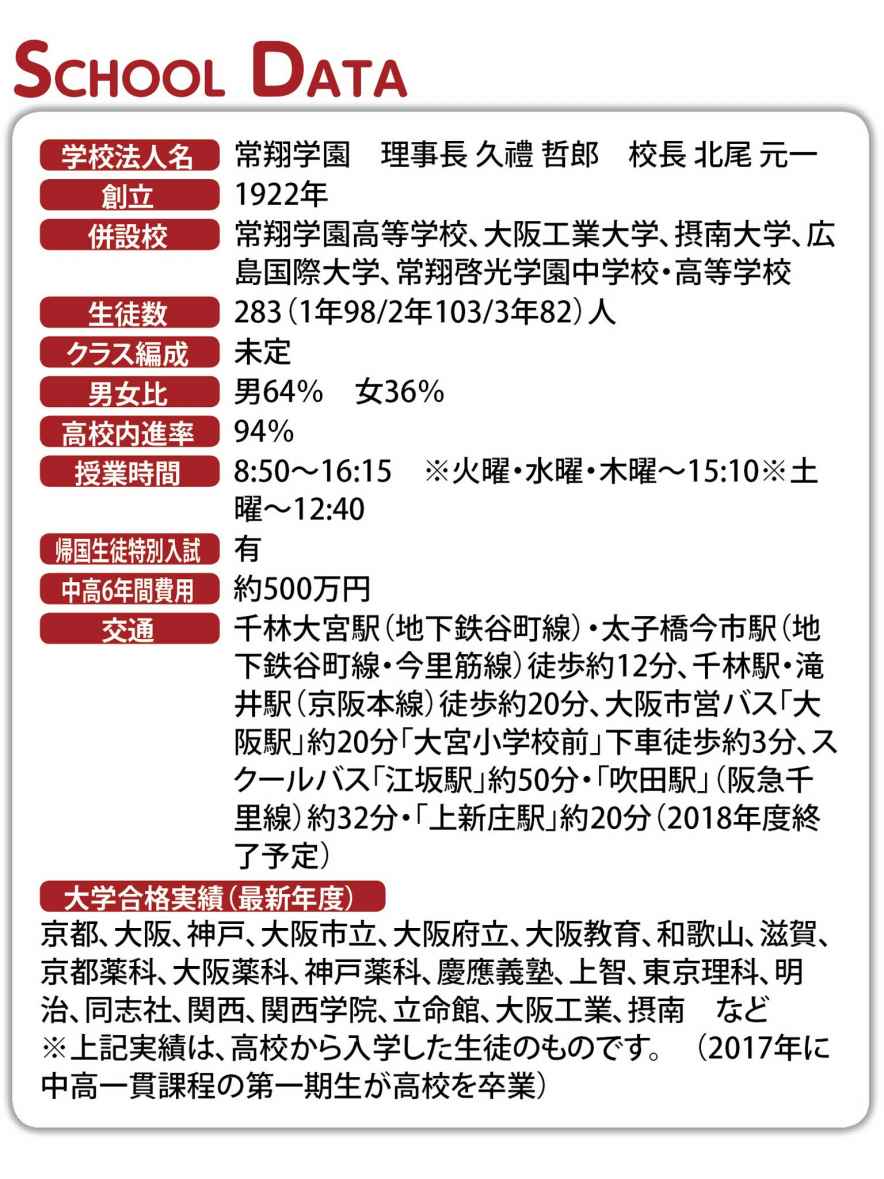 SCHOOL DATA
学校法人名 常翔学園　理事長 久禮 哲郎　校長 北尾 元一
創立 1922年
併設校 常翔学園高等学校、大阪工業大学、摂南大学、広
島国際大学、常翔啓光学園中学校・高等学校
生徒数 283（1年98/2年103/3年82）人
クラス編成 未定
男女比 男64%　女36%
高校内進率 94%
授業時間 8:50～16:15　※火曜・水曜・木曜～15:10※土
曜～12:40
帰国生徒特別入試 有
中高6年間費用 約500万円
交通 千林大宮駅（地下鉄谷町線）・太子橋今市駅（地
下鉄谷町線・今里筋線）徒歩約12分、千林駅・滝
井駅（京阪本線）徒歩約20分、大阪市営バス「大
阪駅」約20分「大宮小学校前」下車徒歩約3分、ス
クールバス「江坂駅」約50分・「吹田駅」（阪急千
里線）約32分・「上新庄駅」約20分（2018年度終
了予定）
大学合格実績（最新年度）
京都、大阪、神戸、大阪市立、大阪府立、大阪教育、和歌山、滋賀、
京都薬科、大阪薬科、神戸薬科、慶應義塾、上智、東京理科、明
治、同志社、関西、関西学院、立命館、大阪工業、摂南　など
※上記実績は、高校から入学した生徒のものです。　（2017年に
中高一貫課程の第一期生が高校を卒業）